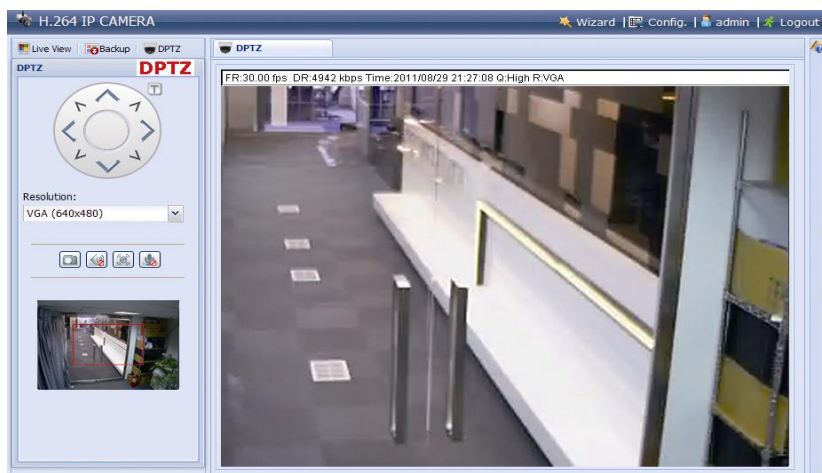 H.264 IP CAMERA
Wizard | Config. | admin | Logout
Live View Backup DPTZ
DPTZ DPTZ
T
Resolution:
VGA (640x480)
DPTZ
FR:30.00 fps DR:4942 kbps Time:2011/08/29 21:27:08 Q:High R:VGA